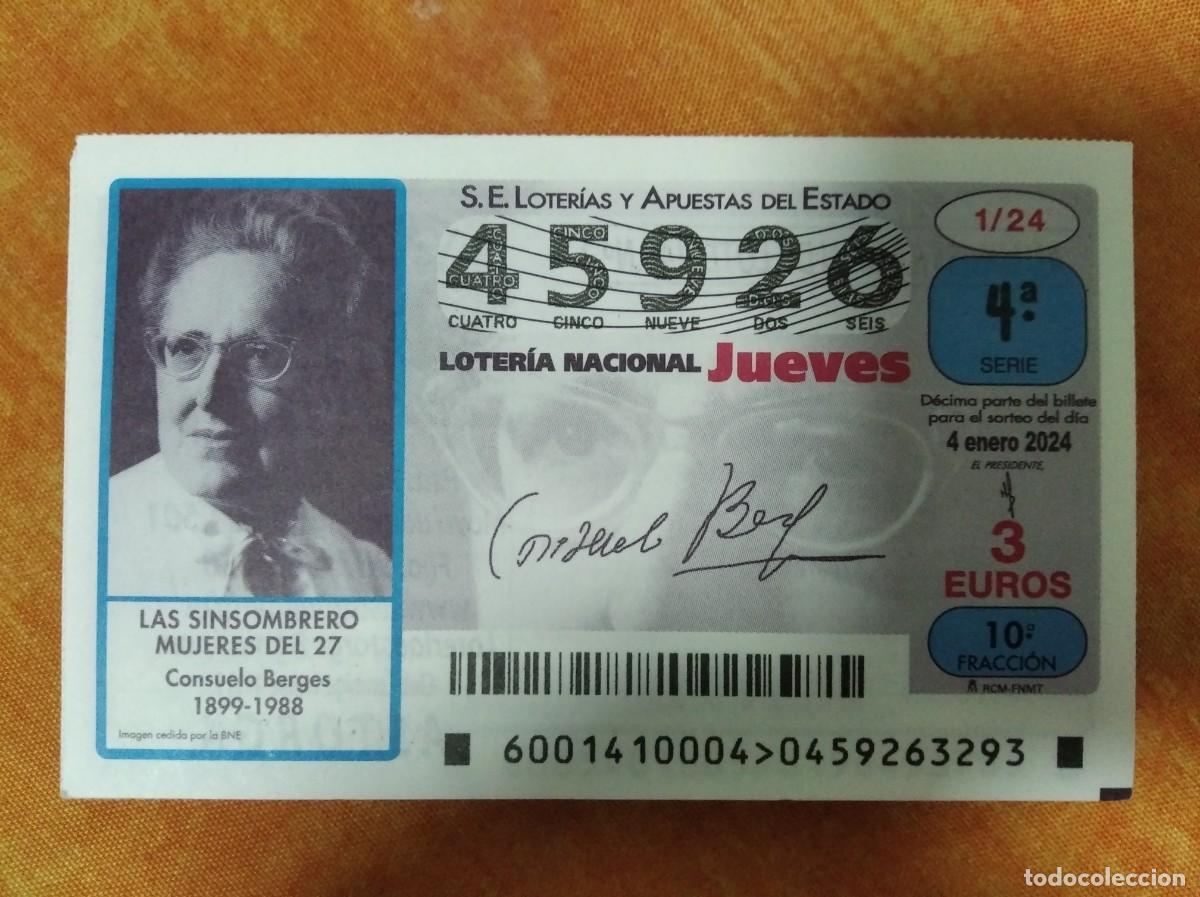 S.E. LOTERÍAS Y APUESTAS DEL ESTADO
45926
CUATRO CINCO NUEVE DOS SEIS
LOTERÍA NACIONAL Jueves
1/24
4ª.
SERIE
Décima parte del billete
para el sorteo del día
4 enero 2024
EL PRESIDENTE,
3
EUROS
10ª
FRACCIÓN
RCM-FNMT
Consuelo Berges
LAS SINSOMBRERO
MUJERES DEL 27
Consuelo Berges
1899-1988
Imagen cedida por la BNE
6001410004>0459263293
todocoleccion